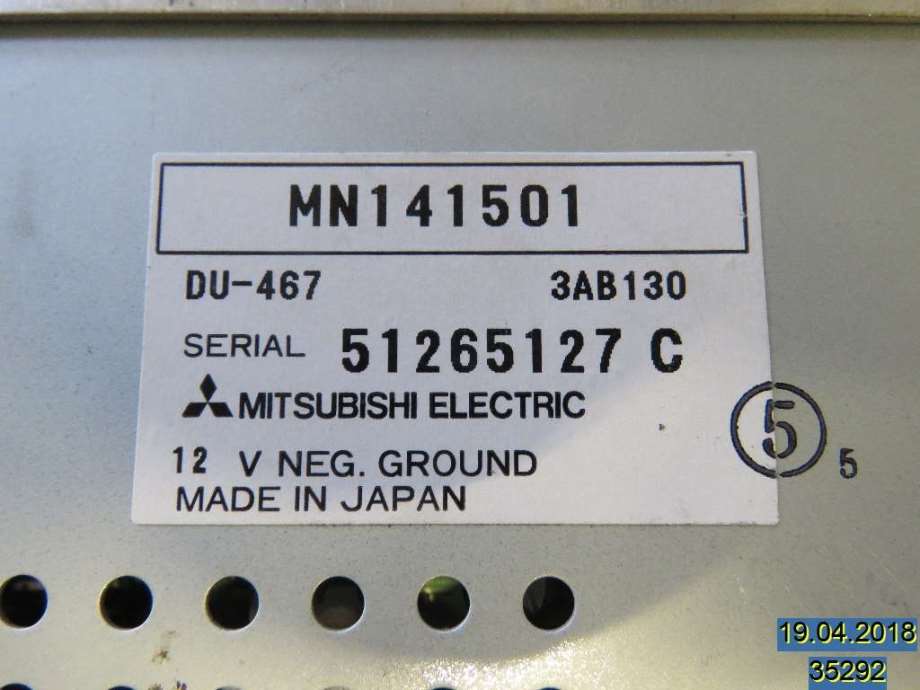 MN141501
DU-467 3AB130
SERIAL 51265127 C
MITSUBISHI ELECTRIC
5 5
12 V NEG. GROUND
MADE IN JAPAN
19.04.2018
35292